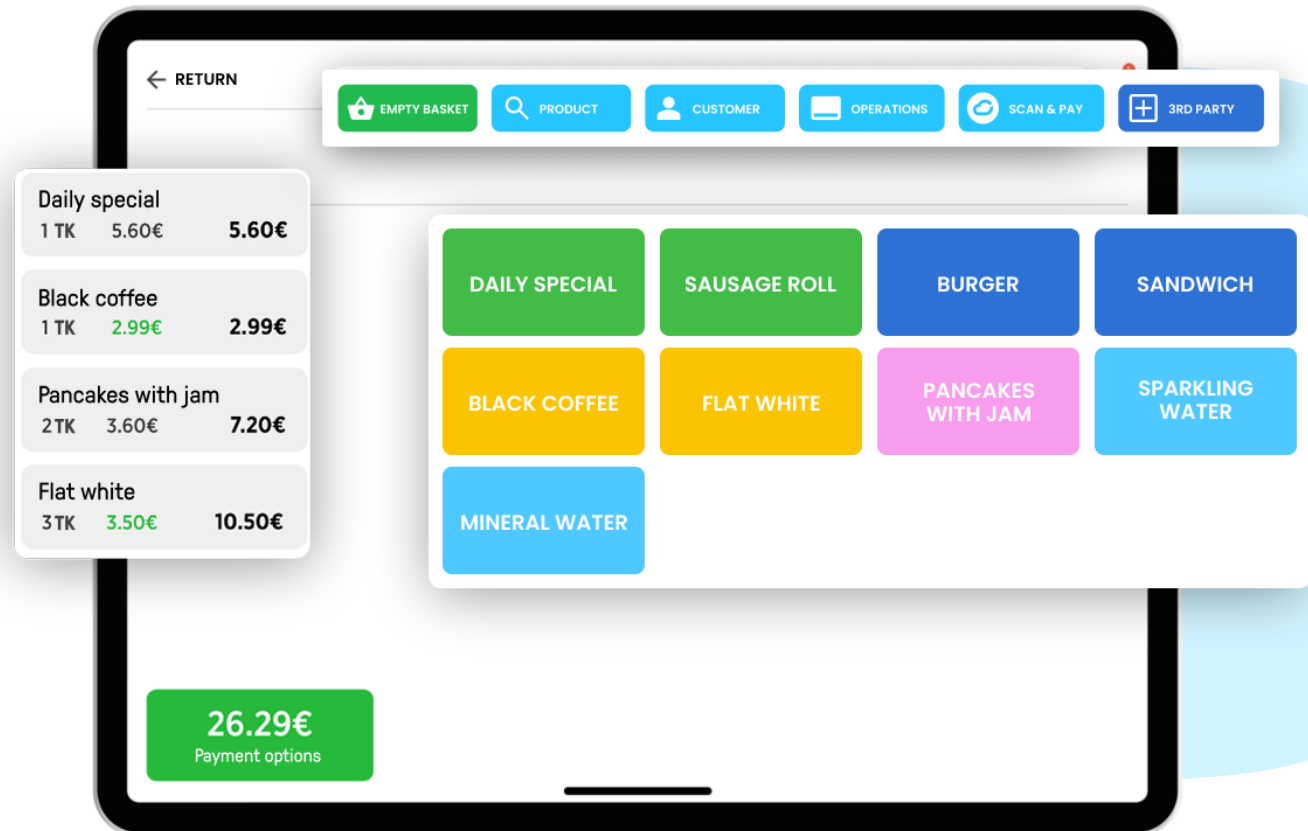 RETURN
EMPTY BASKET
PRODUCT
CUSTOMER
OPERATIONS
SCAN & PAY
3RD PARTY
Daily special
1 TK 5.60€ 5.60€
Black coffee
1 TK 2.99€ 2.99€
Pancakes with jam
2 TK 3.60€ 7.20€
Flat white
3 TK 3.50€ 10.50€
DAILY SPECIAL
SAUSAGE ROLL
BURGER
SANDWICH
BLACK COFFEE
FLAT WHITE
PANCAKES
WITH JAM
SPARKLING
WATER
MINERAL WATER
26.29€
Payment options